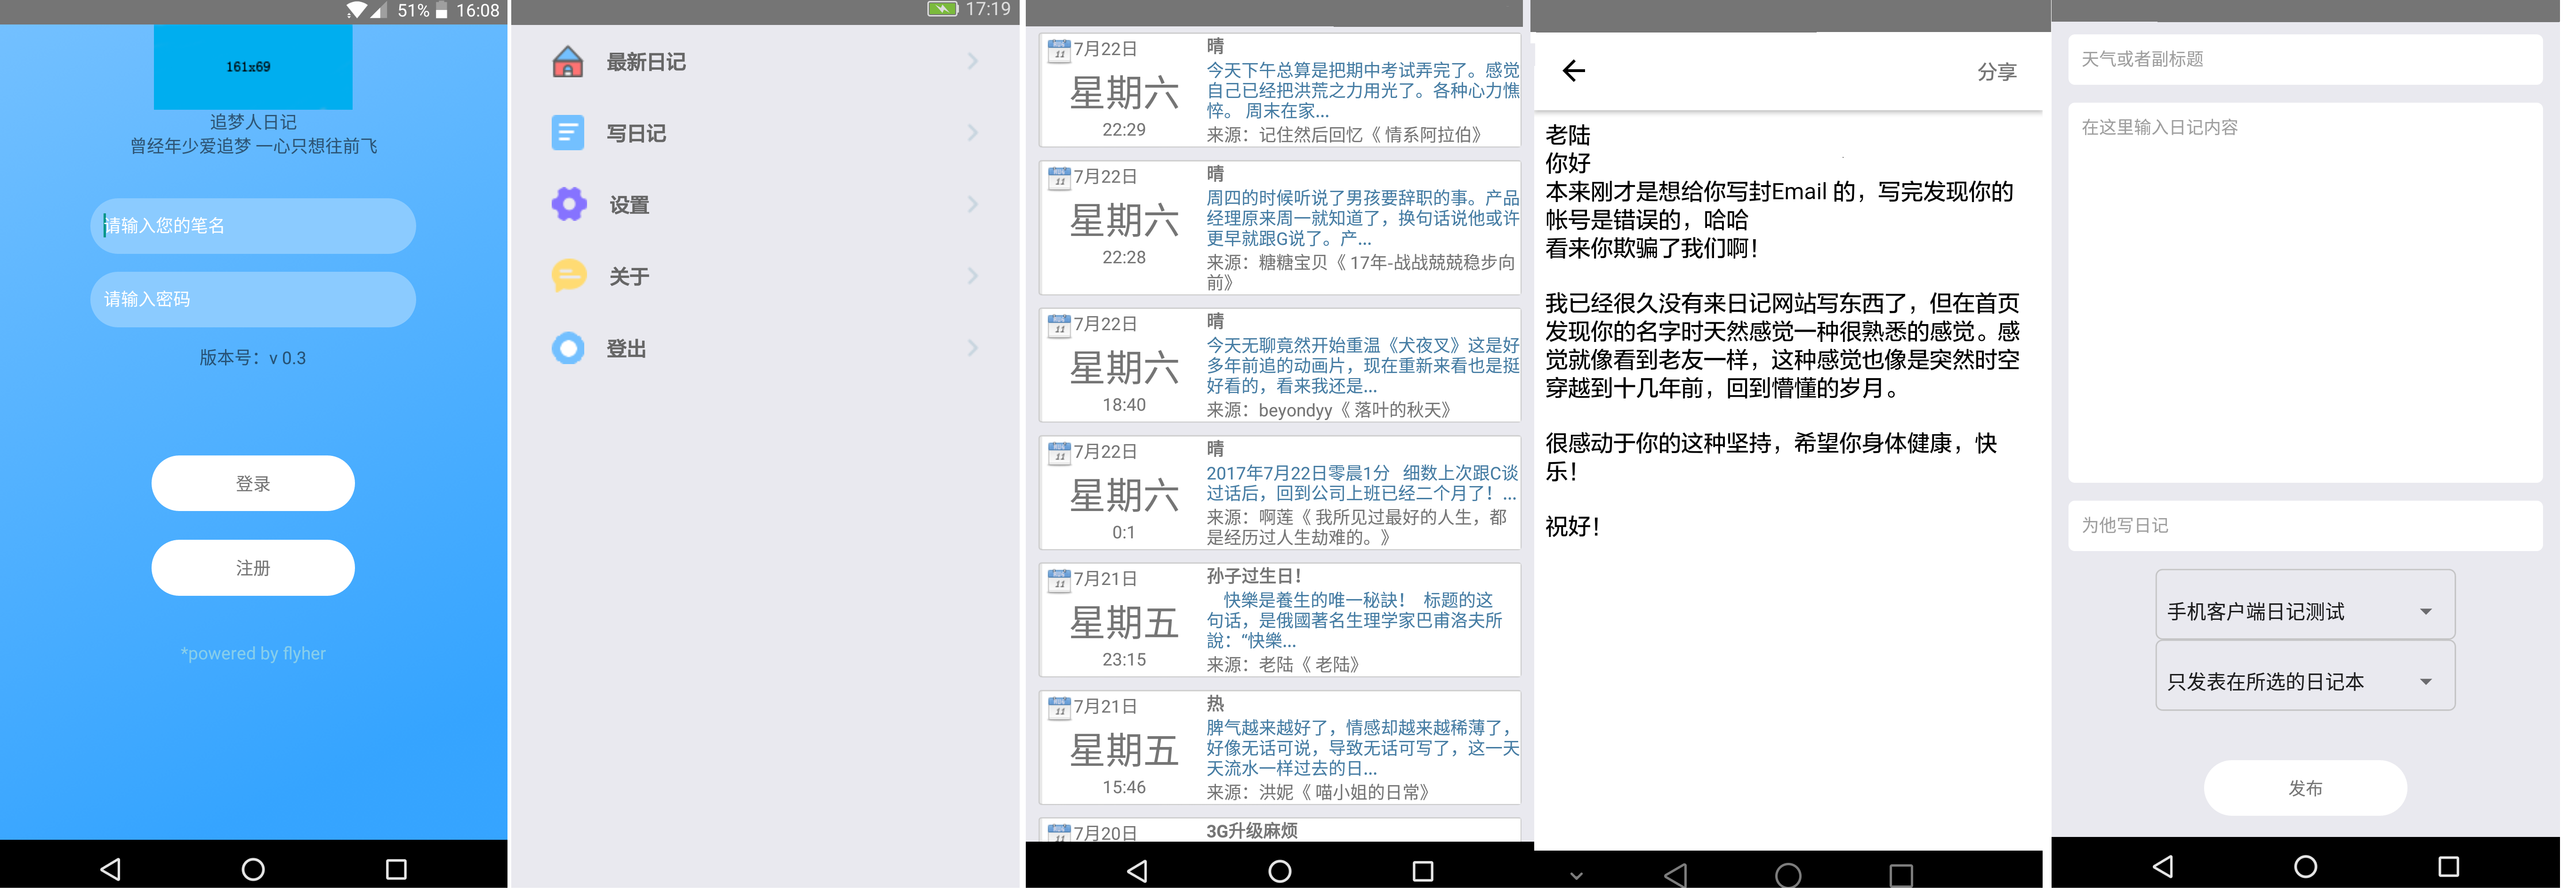 51% 16:08
161x69
追梦人日记
曾经年少爱追梦 一心只想往前飞
请输入您的笔名
请输入密码
版本号：v 0.3
登录
注册
*powered by flyher
17:19
最新日记
写日记
设置
关于
登出
7月22日
星期六
22:29
晴
今天下午总算是把期中考试弄完了。感觉
自己已经把洪荒之力用光了。各种心力憔
悴。 周末在家...
来源：记住然后回忆《 情系阿拉伯》
7月22日
星期六
22:28
晴
周四的时候听说了男孩要辞职的事。产品
经理原来周一就知道了，换句话说他或许
更早就跟G说了。产...
来源：糖糖宝贝《 17年-战战兢兢稳步向
前》
7月22日
星期六
18:40
晴
今天无聊竟然开始重温《犬夜叉》这是好
多年前追的动画片，现在重新来看也是挺
好看的，看来我还是...
来源：beyondyy《 落叶的秋天》
7月22日
星期六
0:1
晴
2017年7月22日零晨1分 细数上次跟C谈
过话后，回到公司上班已经二个月了！...
来源：啊莲《 我所见过最好的人生，都
是经历过人生劫难的。》
7月21日
星期五
23:15
孙子过生日！
快樂是養生的唯一秘訣！ 标题的这
句话，是俄國著名生理学家巴甫洛夫所
說：“快樂...
来源：老陆《 老陆》
7月21日
星期五
15:46
热
脾气越来越好了，情感却越来越稀薄了，
好像无话可说，导致无话可写了，这一天
天流水一样过去的日...
来源：洪妮《 喵小姐的日常》
7月20日
3G升级麻烦
分享
老陆
你好
本来刚才是想给你写封Email 的，写完发现你的
帐号是错误的，哈哈
看来你欺骗了我们啊！
我已经很久没有来日记网站写东西了，但在首页
发现你的名字时天然感觉一种很熟悉的感觉。感
觉就像看到老友一样，这种感觉也像是突然时空
穿越到十几年前，回到懵懂的岁月。
很感动于你的这种坚持，希望你身体健康，快
乐！
祝好！
天气或者副标题
在这里输入日记内容
为他写日记
手机客户端日记测试
只发表在所选的日记本
发布